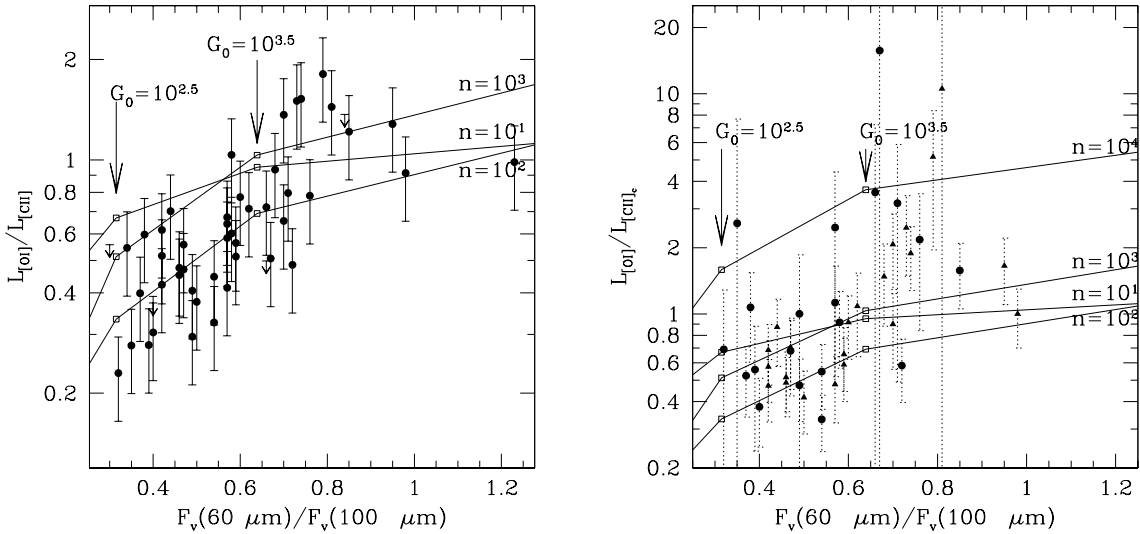 2
1
0.8
0.6
0.4
0.2
L[OI]/L[CII]
G0=10^3.5
G0=10^2.5
n=10^3
n=10^-1
n=10^2
0.4 0.6 0.8 1 1.2
Fν(60 μm)/Fν(100 μm)
20
10
8
6
4
2
1
0.8
0.6
0.4
0.2
L[OI]/L[CII]c
G0=10^2.5
G0=10^3.5
n=10^4
n=10^3
n=10^1
n=10^2
0.4 0.6 0.8 1 1.2
Fν(60 μm)/Fν(100 μm)